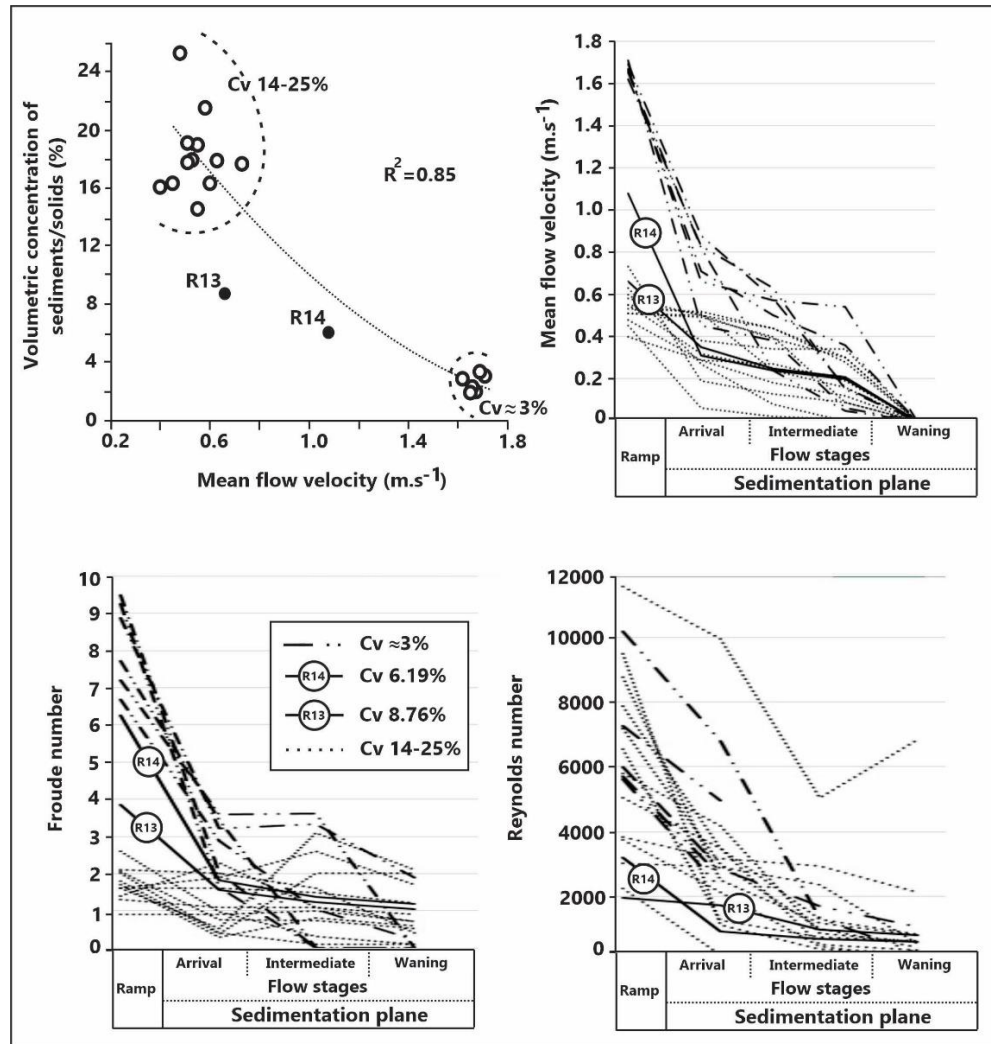 Volumetric concentration of
sediments/solids (%)
24
20
16
12
8
4
0
Cv 14-25%
R²=0.85
R13
R14
Cv≈3%
0.2
0.6
1.0
1.4
1.8
Mean flow velocity (m.s⁻¹)
Mean flow velocity (m.s⁻¹)
1.8
1.6
1.4
1.2
1.0
0.8
0.6
0.4
0.2
0
R14
R13
Ramp
Arrival
Intermediate
Waning
Flow stages
Sedimentation plane
Froude number
10
9
8
7
6
5
4
3
2
1
0
R14
R13
Cv ≈3%
R14 Cv 6.19%
R13 Cv 8.76%
Cv 14-25%
Ramp
Arrival
Intermediate
Waning
Flow stages
Sedimentation plane
Reynolds number
12000
10000
8000
6000
4000
2000
0
R14
R13
Ramp
Arrival
Intermediate
Waning
Flow stages
Sedimentation plane